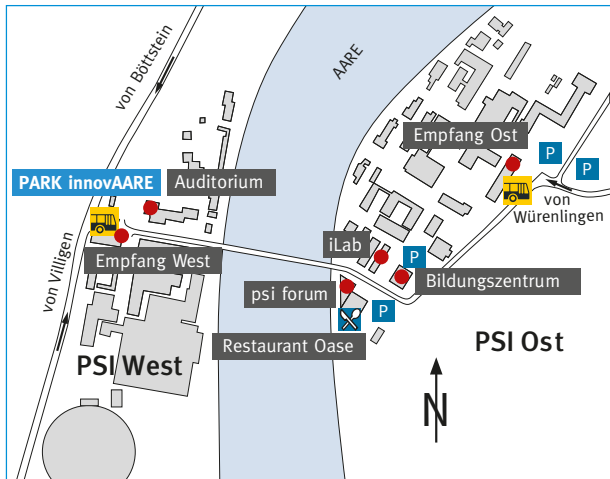 von Böttstein
AARE
Empfang Ost
P
P
PARK innovAARE
Auditorium
von
Würenlingen
iLab
P
von Villigen
Empfang West
Bildungszentrum
psi forum
P
Restaurant Oase
PSI West
PSI Ost
N